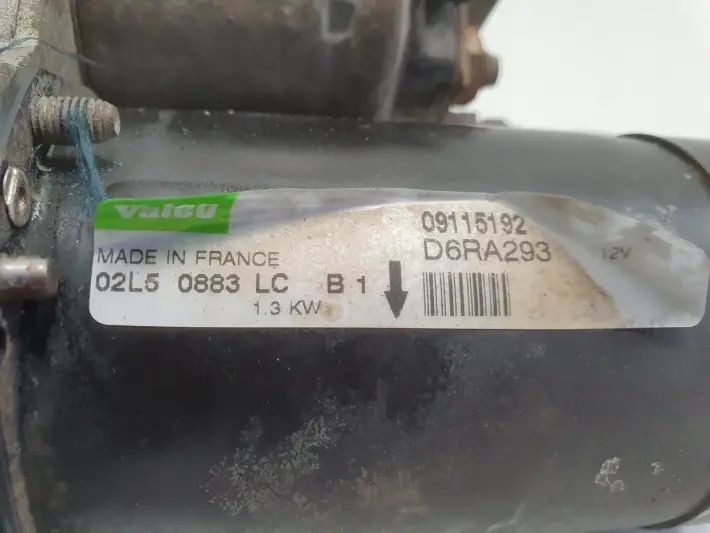 Valeo
09115192
MADE IN FRANCE
D6RA293
12V
02L5 0883 LC B 1
1.3 KW